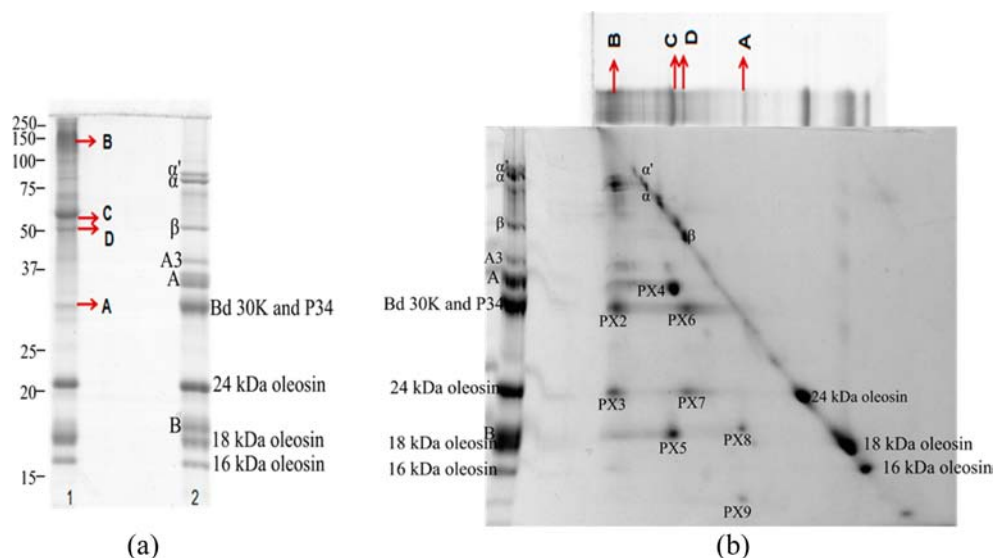 B
C
D
A
250
150
100
75
50
37
25
20
15
B
C
D
A
α'
α
β
A3
A
Bd 30K and P34
24 kDa oleosin
B
18 kDa oleosin
16 kDa oleosin
1
2
α'
α
β
A3
A
Bd 30K and P34
24 kDa oleosin
B
18 kDa oleosin
16 kDa oleosin
α'
α
β
PX4
PX2
PX6
PX3
PX7
24 kDa oleosin
PX5
PX8
18 kDa oleosin
16 kDa oleosin
PX9
(a)
(b)